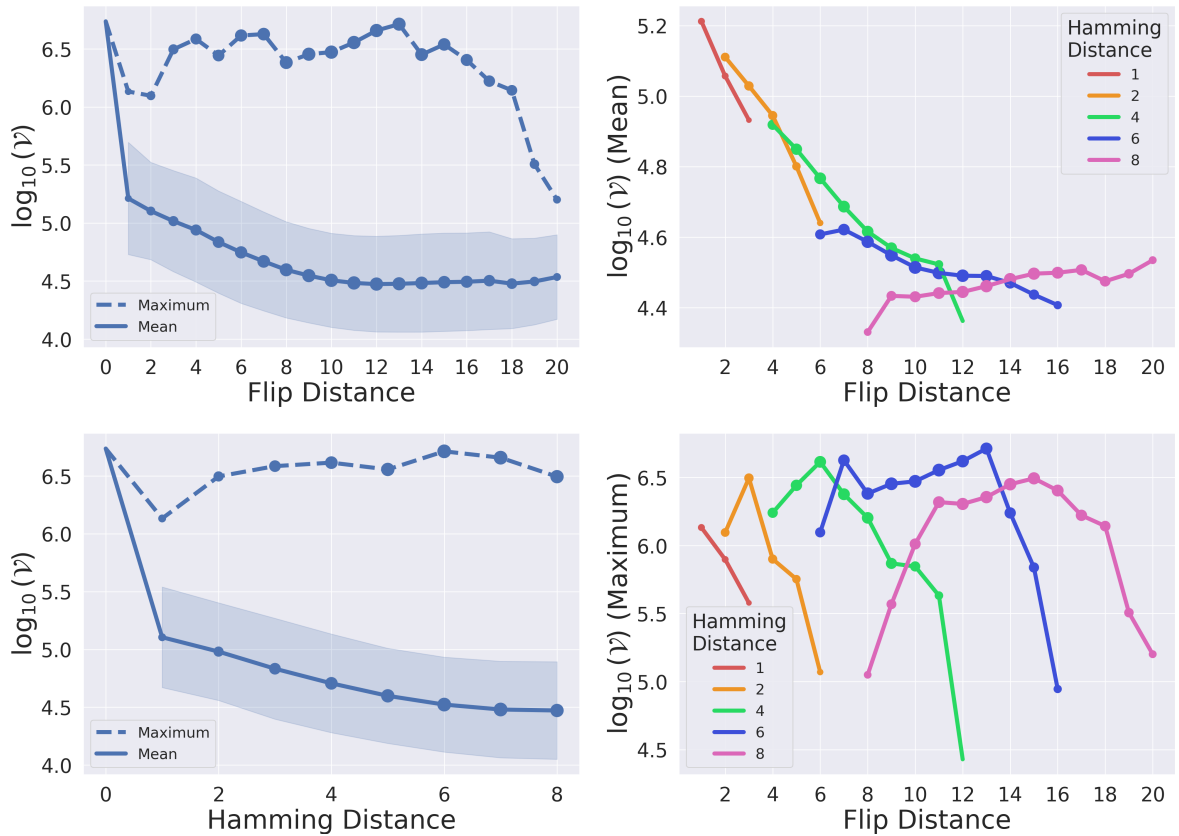 log₁₀(𝒱)
6.5
6.0
5.5
5.0
4.5
4.0
Maximum
Mean
0 2 4 6 8 10 12 14 16 18 20
Flip Distance
log₁₀(𝒱) (Mean)
5.2
5.0
4.8
4.6
4.4
Hamming
Distance
1
2
4
6
8
2 4 6 8 10 12 14 16 18 20
Flip Distance
log₁₀(𝒱)
6.5
6.0
5.5
5.0
4.5
4.0
Maximum
Mean
0 2 4 6 8
Hamming Distance
log₁₀(𝒱) (Maximum)
6.5
6.0
5.5
5.0
4.5
Hamming
Distance
1
2
4
6
8
2 4 6 8 10 12 14 16 18 20
Flip Distance